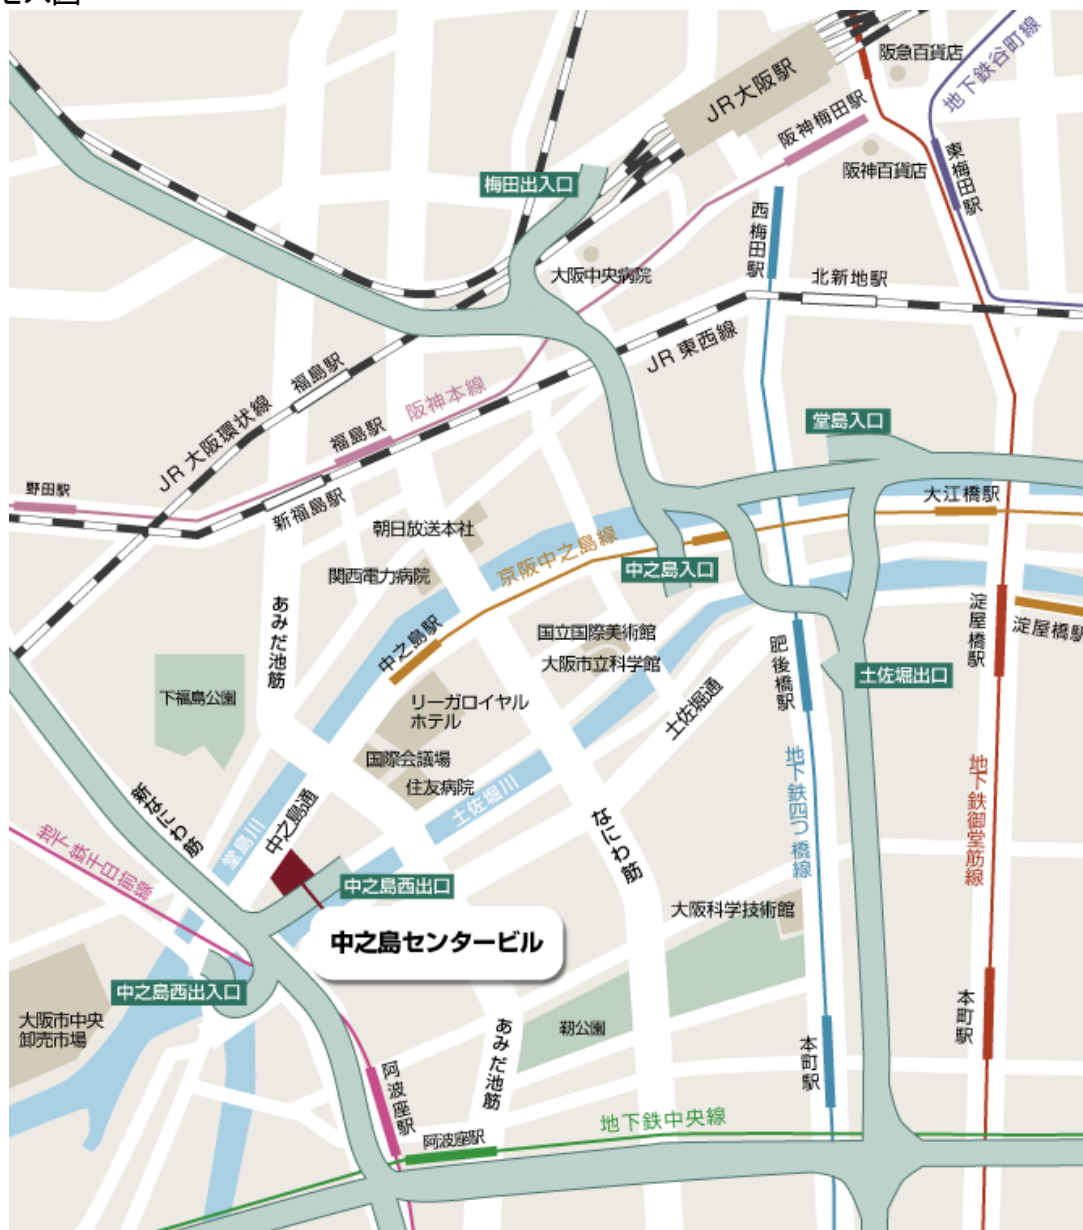 阪急百貨店
地下鉄谷町線
JR大阪駅
阪神梅田駅
東梅田駅
阪神百貨店
梅田出入口
西梅田駅
大阪中央病院
北新地駅
JR 東西線
福島駅
阪神本線
JR 大阪環状線
堂島入口
福島駅
野田駅
新福島駅
大江橋駅
朝日放送本社
京阪中之島線
中之島入口
関西電力病院
あみだ池筋
淀屋橋駅
淀屋橋駅
中之島駅
国立国際美術館
大阪市立科学館
肥後橋駅
土佐堀出口
下福島公園
リーガロイヤル
ホテル
土佐堀通
国際会議場
住友病院
地下鉄四つ橋線
地下鉄御堂筋線
新なにわ筋
中之島通
土佐堀川
堂島川
なにわ筋
地下鉄千日前線
中之島西出口
大阪科学技術館
中之島センタービル
中之島西出入口
大阪市中央
卸売市場
本町駅
靭公園
あみだ池筋
本町駅
阿波座駅
地下鉄中央線
阿波座駅